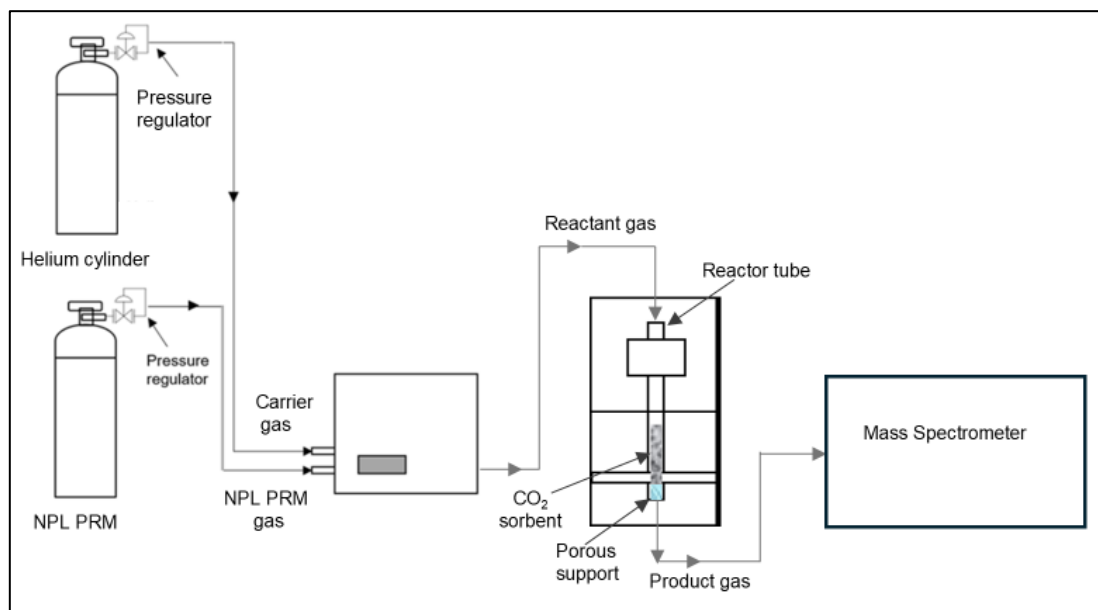 Pressure
regulator
Helium cylinder
Pressure
regulator
NPL PRM
Carrier
gas
NPL PRM
gas
Reactant gas
Reactor tube
CO₂
sorbent
Porous
support
Product gas
Mass Spectrometer